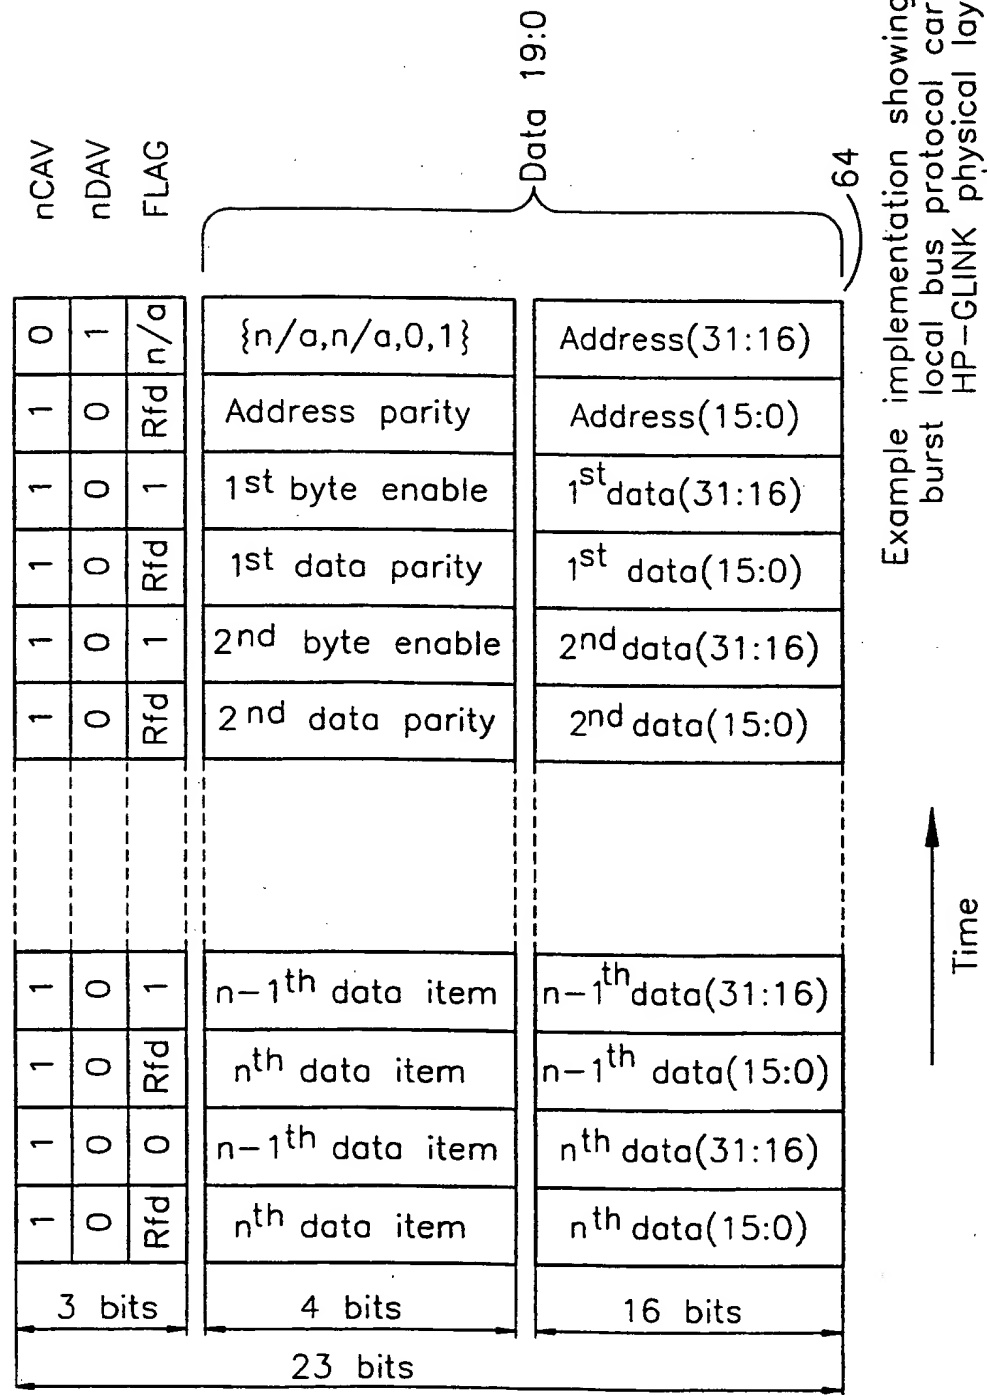 nCAV
nDAV
FLAG
Data 19:0
64
0 1 n/a {n/a,n/a,0,1} Address(31:16)
1 0 Rfd Address parity Address(15:0)
1 0 1 1st byte enable 1st data(31:16)
1 0 Rfd 1st data parity 1st data(15:0)
1 0 1 2nd byte enable 2nd data(31:16)
1 0 Rfd 2nd data parity 2nd data(15:0)
1 0 1 n-1th data item n-1th data(31:16)
1 0 Rfd nth data item n-1th data(15:0)
1 0 0 n-1th data item nth data(31:16)
1 0 Rfd nth data item nth data(15:0)
3 bits 4 bits 16 bits
23 bits
Time
Example implementation showing
burst local bus protocol car
HP-GLINK physical lay